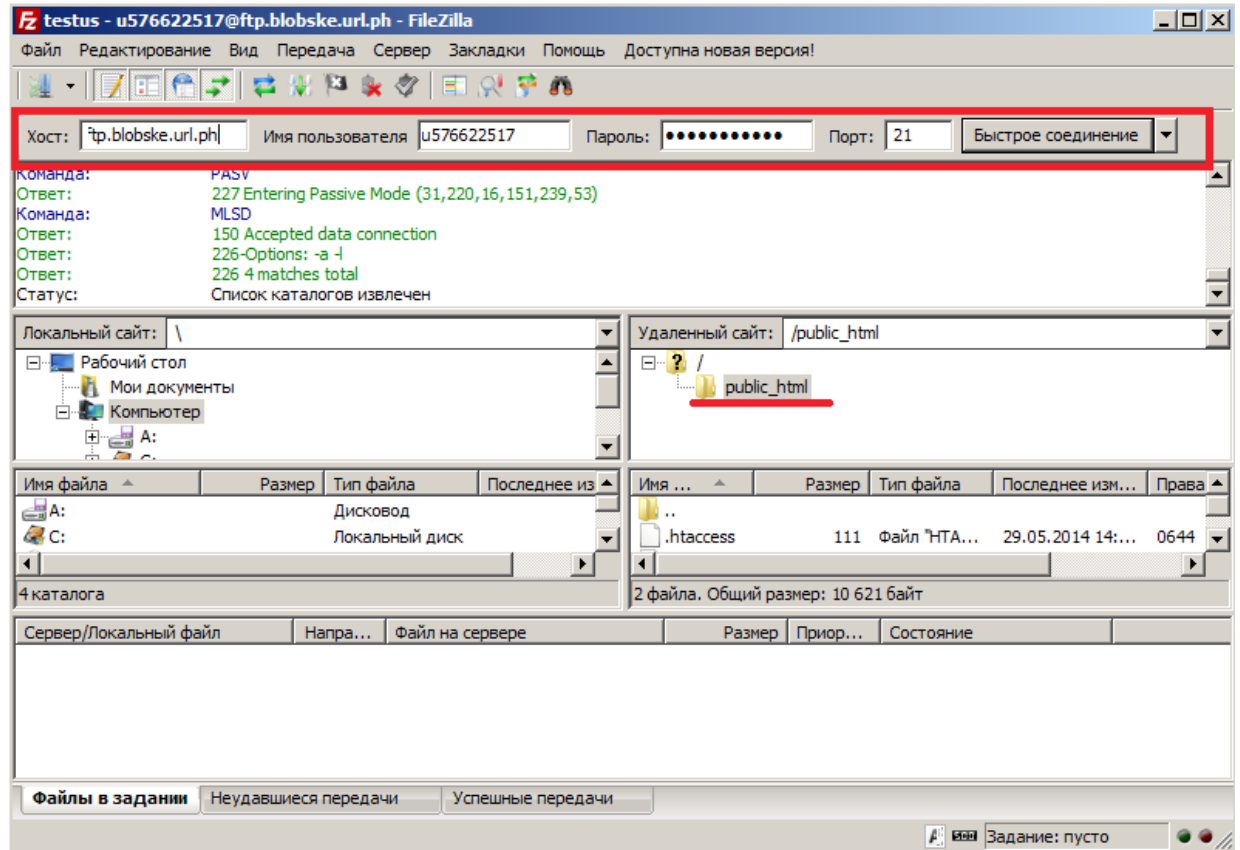 testus - u576622517@ftp.blobske.url.ph - FileZilla
Файл Редактирование Вид Передача Сервер Закладки Помощь Доступна новая версия!
Хост: ftp.blobske.url.ph Имя пользователя u576622517 Пароль: ●●●●●●●●●●● Порт: 21 Быстрое соединение
Команда: PASV
Ответ: 227 Entering Passive Mode (31,220,16,151,239,53)
Команда: MLSD
Ответ: 150 Accepted data connection
Ответ: 226-Options: -a -l
Ответ: 226 4 matches total
Статус: Список каталогов извлечен
Локальный сайт: \
Рабочий стол
Мои документы
Компьютер
A:
C:
Удаленный сайт: /public_html
/
public_html
Имя файла Размер Тип файла Последнее из
A: Дисковод
C: Локальный диск
4 каталога
Имя ... Размер Тип файла Последнее изм... Права
..
.htaccess 111 Файл "HTA... 29.05.2014 14:... 0644
2 файла. Общий размер: 10 621 байт
Сервер/Локальный файл Напра... Файл на сервере Размер Приор... Состояние
Файлы в задании Неудавшиеся передачи Успешные передачи
Задание: пусто